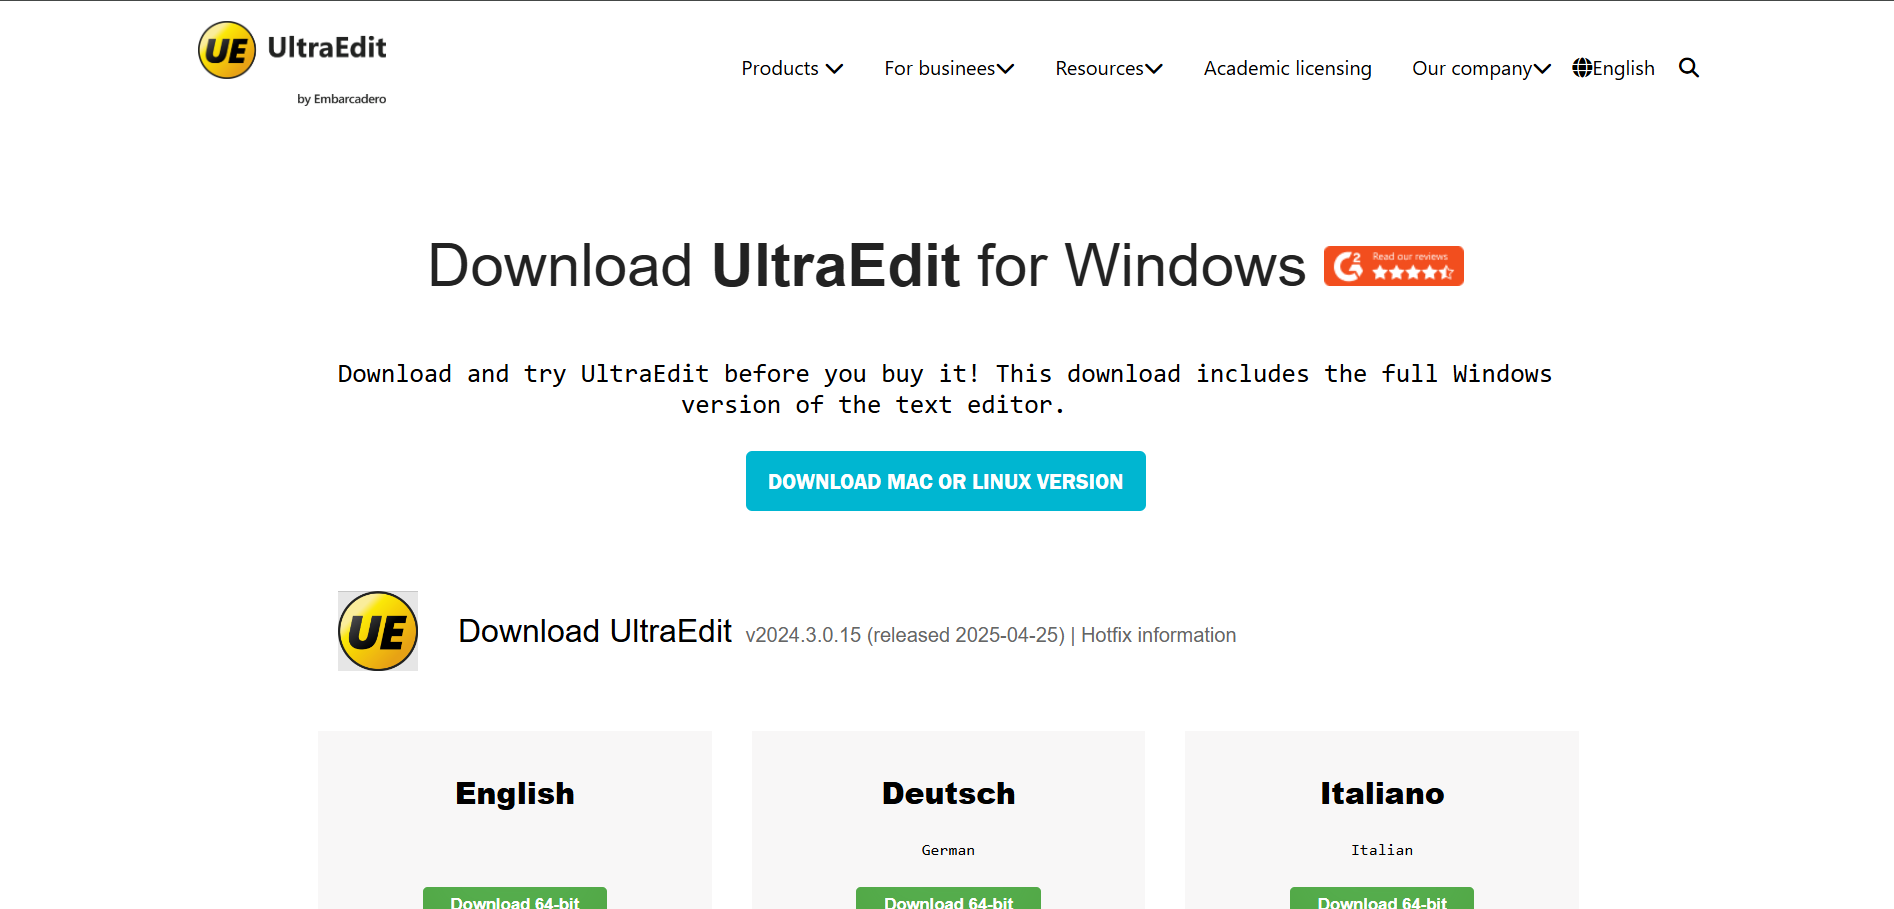 UE UltraEdit
by Embarcadero
Products For businees Resources Academic licensing Our company English
Download UltraEdit for Windows
G2 Read our reviews
Download and try UltraEdit before you buy it! This download includes the full Windows
version of the text editor.
DOWNLOAD MAC OR LINUX VERSION
UE Download UltraEdit v2024.3.0.15 (released 2025-04-25) | Hotfix information
English Deutsch Italiano
German Italian
Download 64-bit Download 64-bit Download 64-bit